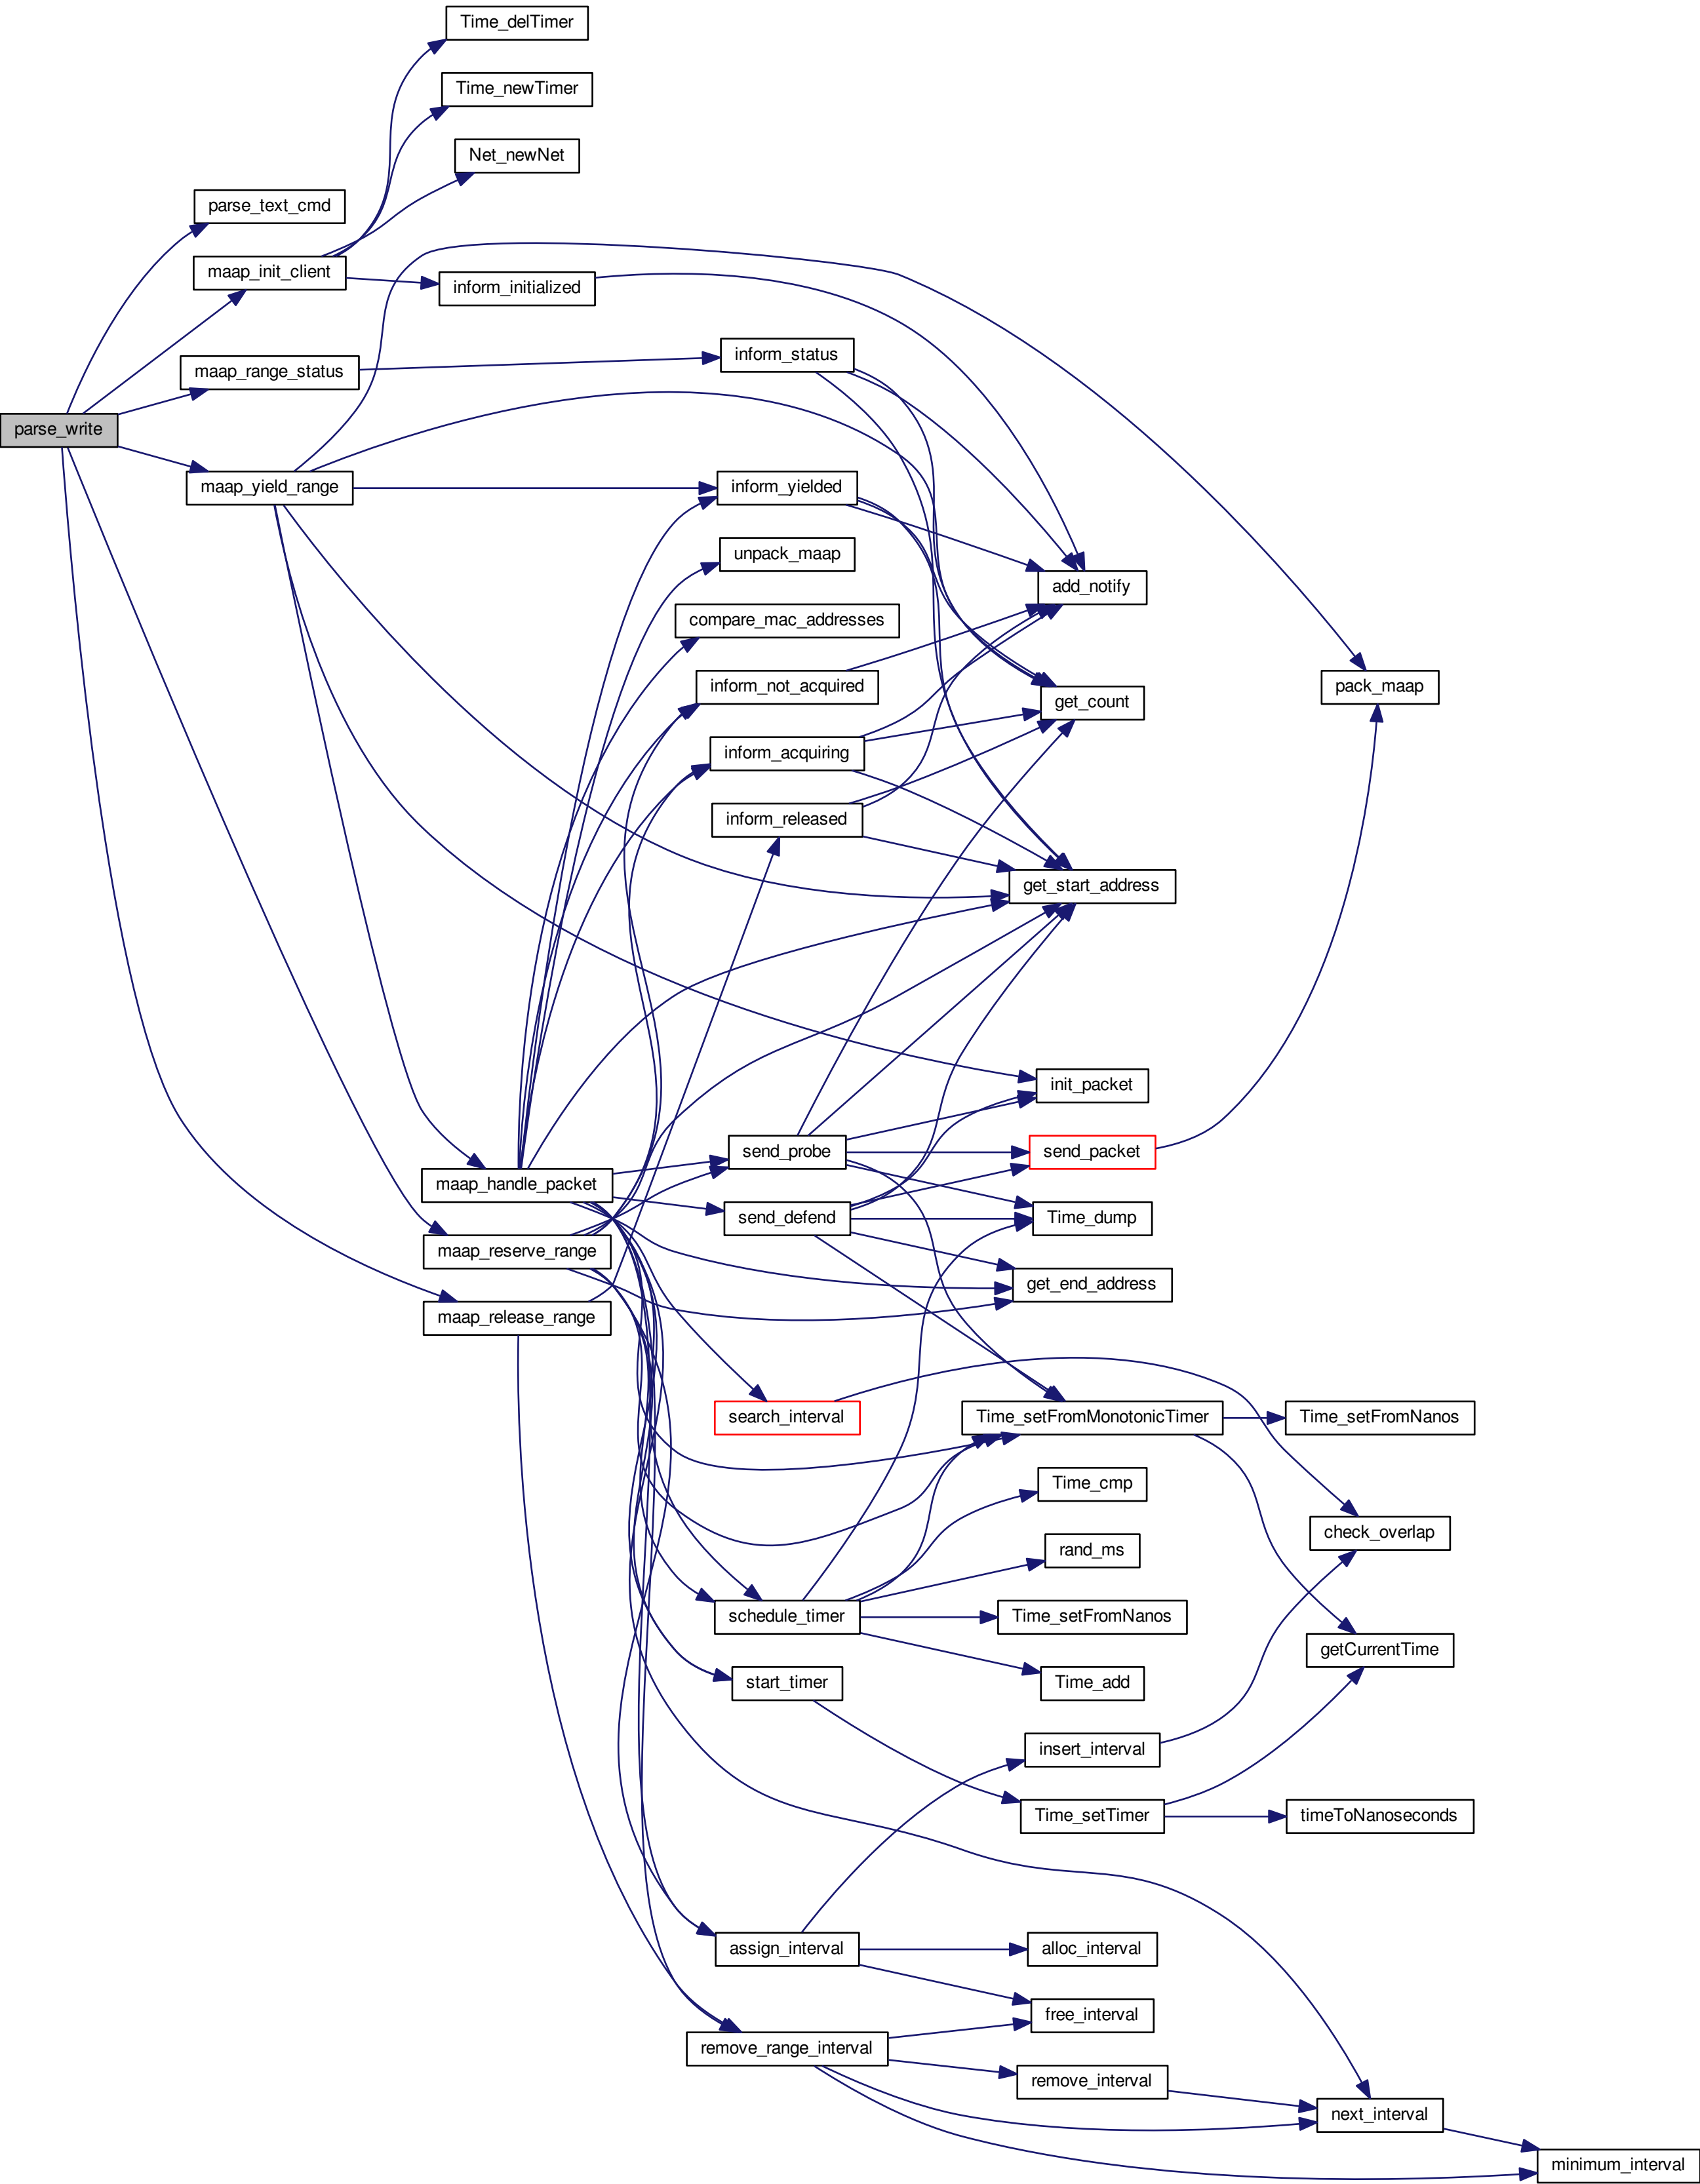 Time_delTimer
Time_newTimer
Net_newNet
parse_text_cmd
maap_init_client
inform_initialized
inform_status
maap_range_status
parse_write
maap_yield_range
inform_yielded
unpack_maap
add_notify
compare_mac_addresses
inform_not_acquired
pack_maap
get_count
inform_acquiring
inform_released
get_start_address
init_packet
send_probe
send_packet
maap_handle_packet
send_defend
Time_dump
maap_reserve_range
get_end_address
maap_release_range
search_interval
Time_setFromMonotonicTimer
Time_setFromNanos
Time_cmp
check_overlap
rand_ms
schedule_timer
Time_setFromNanos
getCurrentTime
start_timer
Time_add
insert_interval
Time_setTimer
timeToNanoseconds
assign_interval
alloc_interval
free_interval
remove_range_interval
remove_interval
next_interval
minimum_interval